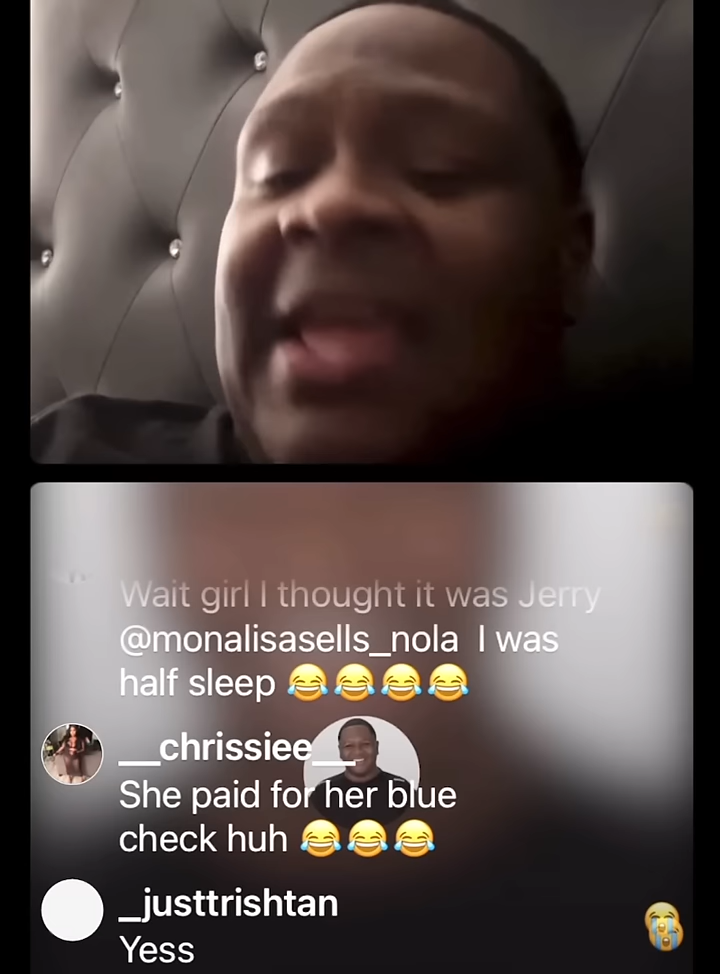 Wait girl I thought it was Jerry
@monalisasells_nola I was
half sleep 😂😂😂😂
__chrissiee__
She paid for her blue
check huh 😂😂😂
_justtrishtan
Yess